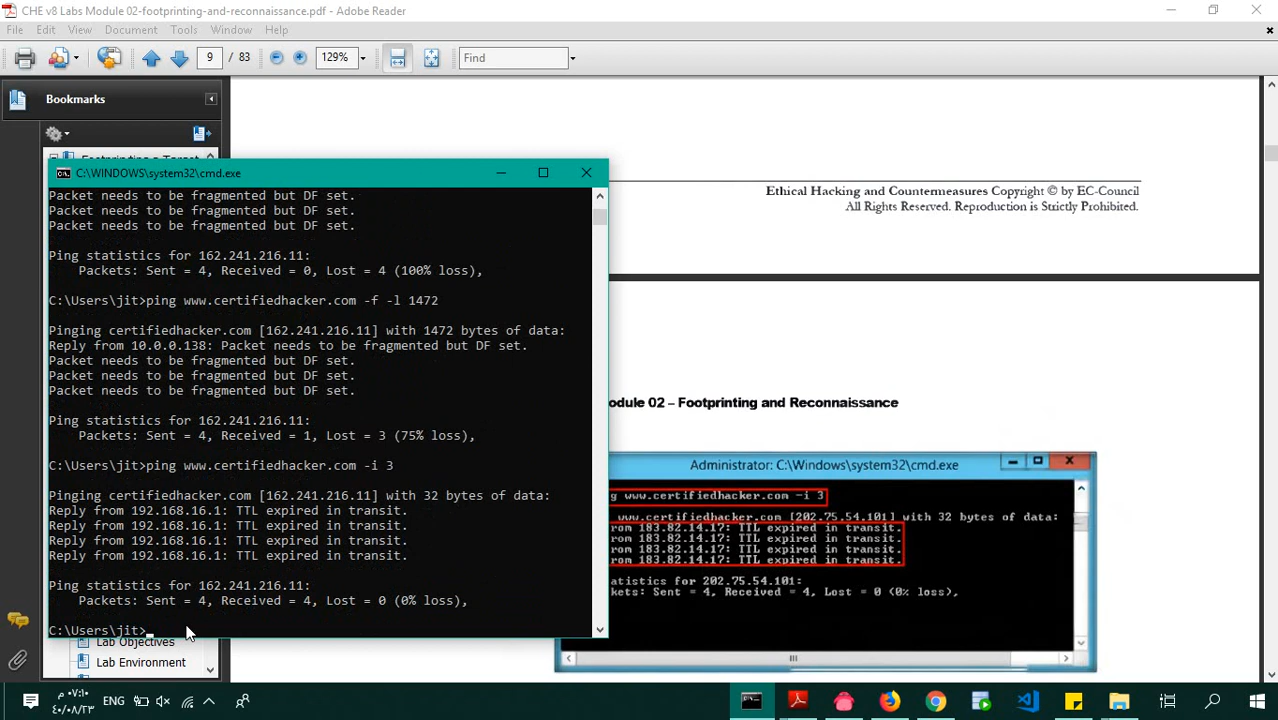 CHE v8 Labs Module 02-footprinting-and-reconnaissance.pdf - Adobe Reader
File Edit View Document Tools Window Help
9 / 83 129% Find
Bookmarks
C:\WINDOWS\system32\cmd.exe
Packet needs to be fragmented but DF set.
Packet needs to be fragmented but DF set.
Packet needs to be fragmented but DF set.
Ping statistics for 162.241.216.11:
Packets: Sent = 4, Received = 0, Lost = 4 (100% loss),
C:\Users\jit>ping www.certifiedhacker.com -f -l 1472
Pinging certifiedhacker.com [162.241.216.11] with 1472 bytes of data:
Reply from 10.0.0.138: Packet needs to be fragmented but DF set.
Packet needs to be fragmented but DF set.
Packet needs to be fragmented but DF set.
Packet needs to be fragmented but DF set.
Ping statistics for 162.241.216.11:
Packets: Sent = 4, Received = 1, Lost = 3 (75% loss),
C:\Users\jit>ping www.certifiedhacker.com -i 3
Pinging certifiedhacker.com [162.241.216.11] with 32 bytes of data:
Reply from 192.168.16.1: TTL expired in transit.
Reply from 192.168.16.1: TTL expired in transit.
Reply from 192.168.16.1: TTL expired in transit.
Reply from 192.168.16.1: TTL expired in transit.
Ping statistics for 162.241.216.11:
Packets: Sent = 4, Received = 4, Lost = 0 (0% loss),
C:\Users\jit>
Lab Objectives
Lab Environment
Ethical Hacking and Countermeasures Copyright © by EC-Council
All Rights Reserved. Reproduction is Strictly Prohibited.
odule 02 – Footprinting and Reconnaissance
Administrator: C:\Windows\system32\cmd.exe
g www.certifiedhacker.com -i 3
www.certifiedhacker.com [202.75.54.101] with 32 bytes of data:
rom 183.82.14.17: TTL expired in transit.
rom 183.82.14.17: TTL expired in transit.
rom 183.82.14.17: TTL expired in transit.
rom 183.82.14.17: TTL expired in transit.
tatistics for 202.75.54.101:
kets: Sent = 4, Received = 4, Lost = 0 (0% loss),
ENG